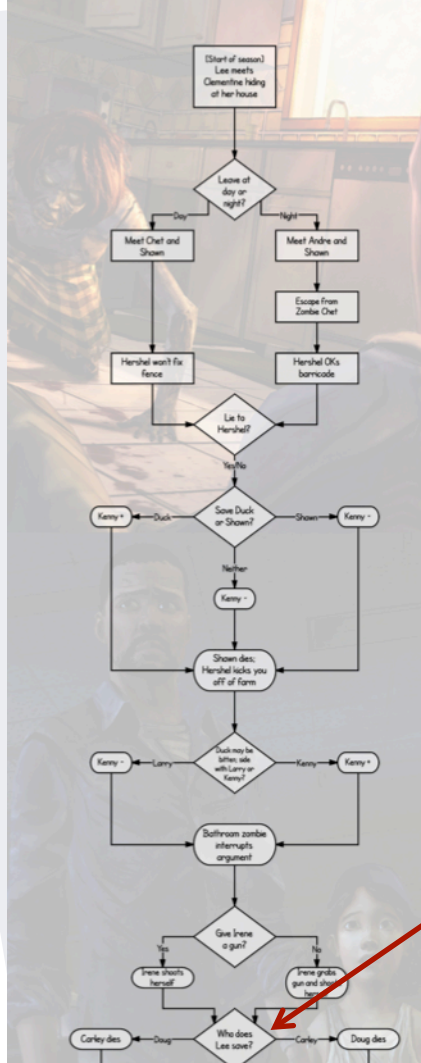 (Start of season)
Lee meets
Clementine hiding
at her house
Leave at
day or
night?
Day
Night
Meet Chet and
Shawn
Meet Andre and
Shawn
Escape from
Zombie Chet
Hershel won't fix
fence
Hershel OKs
barricade
Lie to
Hershel?
Yes/No
Kenny +
Duck
Save Duck
or Shawn?
Shawn
Kenny -
Neither
Kenny -
Shawn dies;
Hershel kicks you
off of farm
Kenny -
Larry
Duck may be
bitten; side
with Larry or
Kenny?
Kenny
Kenny +
Bathroom zombie
interrupts
argument
Give Irene
a gun?
Yes
No
Irene shoots
herself
Irene grabs
gun and shoots
herself
Carley dies
Doug
Who does
Lee save?
Carley
Doug dies